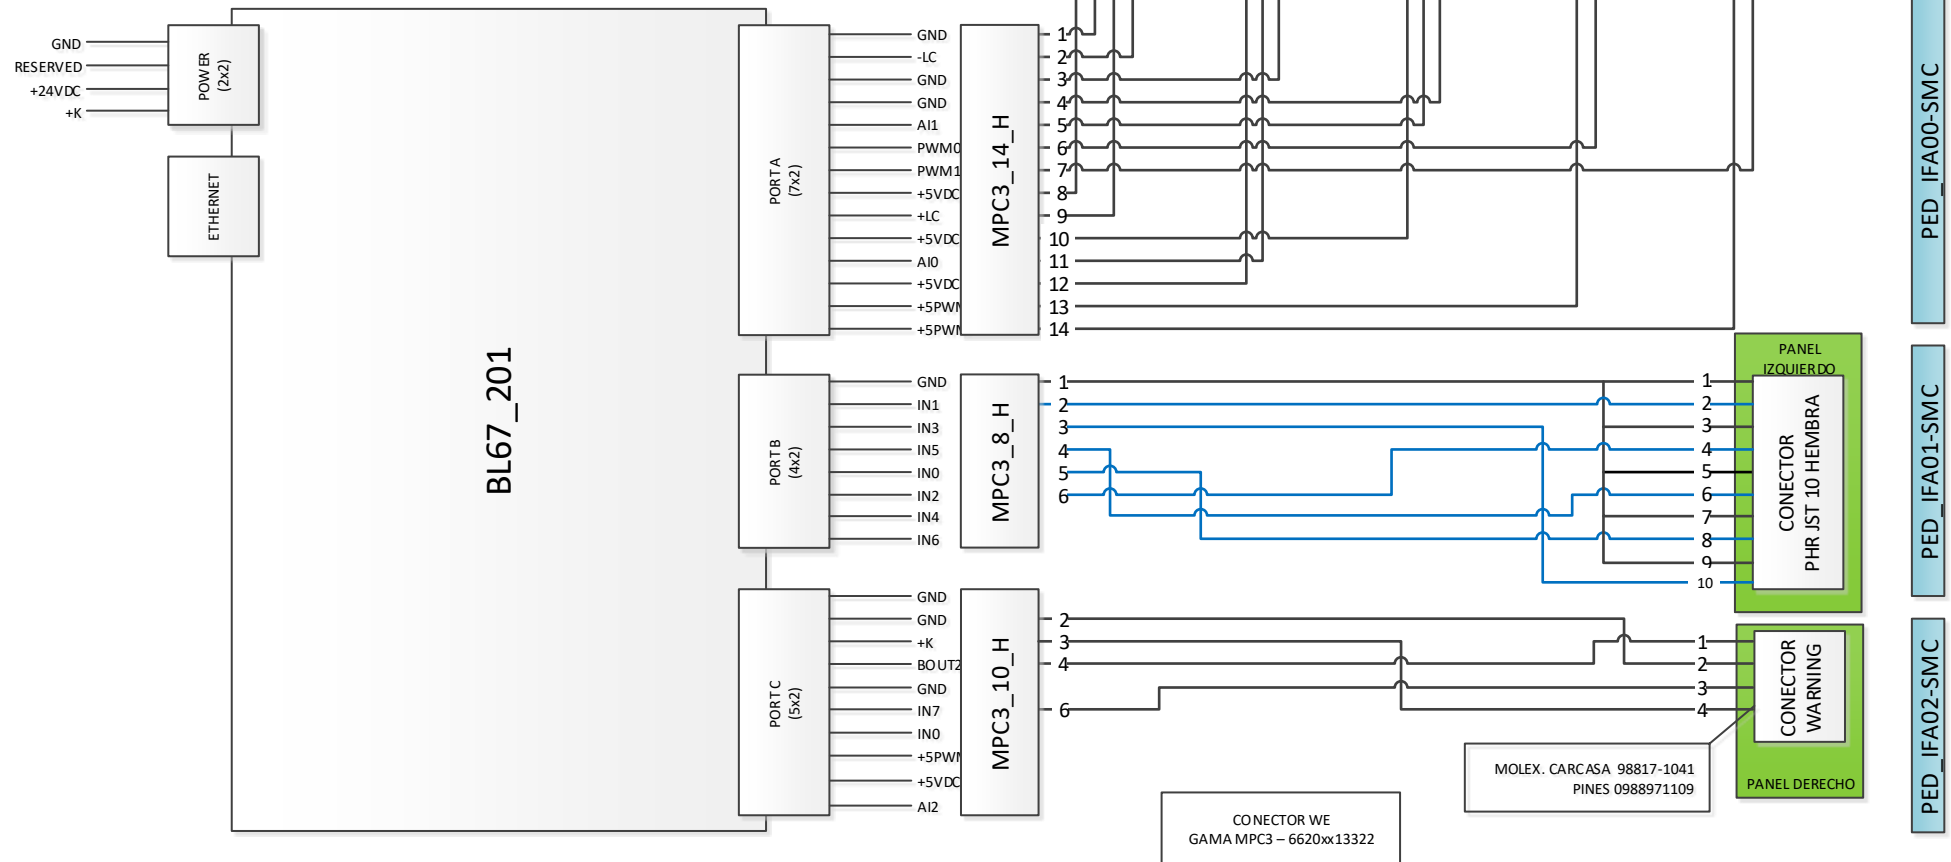 GND
RESERVED
+24VDC
+K
POWER
(2x2)
ETHERNET
BL67_201
PORT A
(7x2)
GND
-LC
GND
GND
AI1
PWM0
PWM1
+5VDC
+LC
+5VDC
AI0
+5VDC
+5PW
+5PW
MPC3_14_H
1
2
3
4
5
6
7
8
9
10
11
12
13
14
PED_IFA00-SMC
PORT B
(4x2)
GND
IN1
IN3
IN5
IN0
IN2
IN4
IN6
MPC3_8_H
1
2
3
4
5
6
1
2
3
4
5
6
7
8
9
10
PANEL
IZQUIERDO
CONECTOR
PHR JST 10 HEMBRA
PED_IFA01-SMC
PORT C
(5x2)
GND
GND
+K
BOUT2
GND
IN7
IN0
+5PW
+5VDC
AI2
MPC3_10_H
2
3
4
6
1
2
3
4
CONECTOR
WARNING
PANEL DERECHO
PED_IFA02-SMC
MOLEX. CARCASA 98817-1041
PINES 0988971109
CONECTOR WE
GAMA MPC3 – 6620xx13322